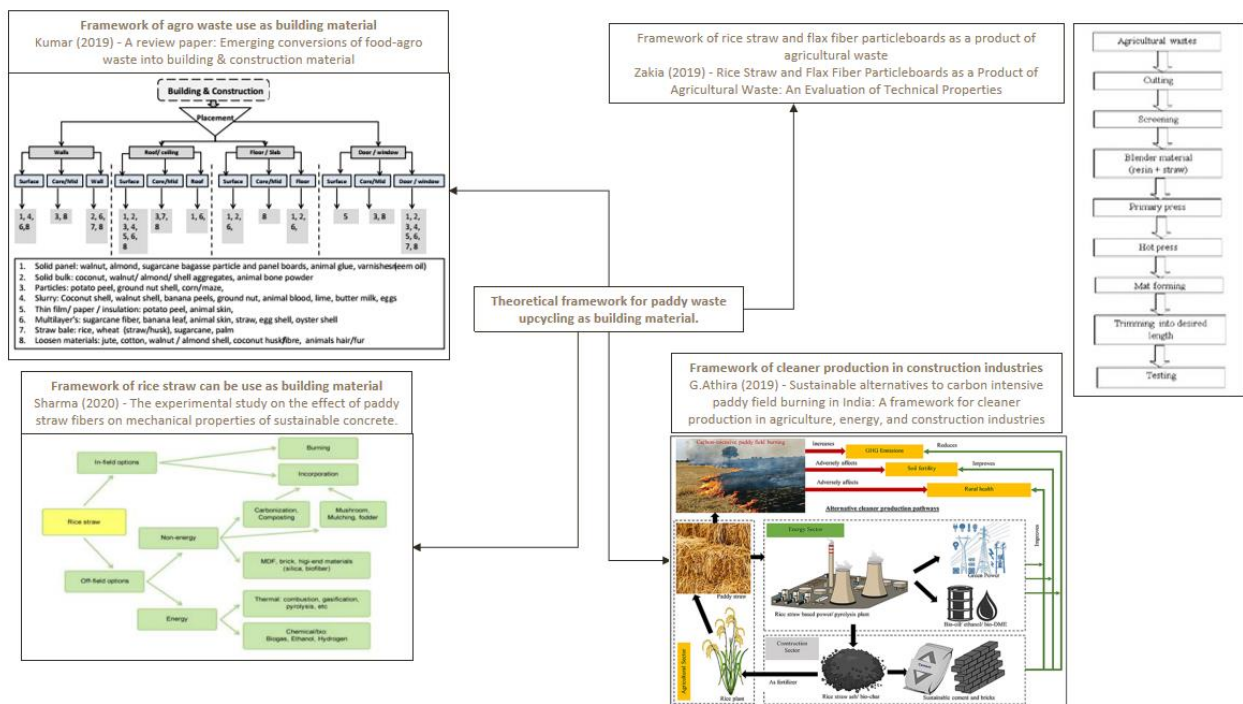 Framework of agro waste use as building material
Kumar (2019) - A review paper: Emerging conversions of food-agro
waste into building & construction material
Building & Construction
Placement
Walls
Roof/ ceiling
Floor / Slab
Door / window
Surface
Core/Mid
Wall
Surface
Core/Mid
Roof
Surface
Core/Mid
Floor
Surface
Core/Mid
Door / window
1, 4,
6,8
3, 8
2, 6,
7, 8
1, 2,
3, 4,
5, 6,
8
3,7,
8
1, 6,
1, 2,
6,
8
1, 2,
6,
5
3, 8
1, 2,
3, 4,
5, 6,
7, 8
1. Solid panel: walnut, almond, sugarcane bagasse particle and panel boards, animal glue, varnishes(neem oil)
2. Solid bulk: coconut, walnut/ almond/ shell aggregates, animal bone powder
3. Particles: potato peel, ground nut shell, corn/maze,
4. Slurry: Coconut shell, walnut shell, banana peels, ground nut, animal blood, lime, butter milk, eggs
5. Thin film/ paper / insulation: potato peel, animal skin,
6. Multilayer's: sugarcane fiber, banana leaf, animal skin, straw, egg shell, oyster shell
7. Straw bale: rice, wheat (straw/husk), sugarcane, palm
8. Loosen materials: jute, cotton, walnut / almond shell, coconut husk/fibre, animals hair/fur
Framework of rice straw and flax fiber particleboards as a product of
agricultural waste
Zakia (2019) - Rice Straw and Flax Fiber Particleboards as a Product of
Agricultural Waste: An Evaluation of Technical Properties
Agricultural wastes
Cutting
Screening
Blender material
(resin + straw)
Primary press
Hot press
Mat forming
Trimming into desired
length
Testing
Theoretical framework for paddy waste
upcycling as building material.
Framework of rice straw can be use as building material
Sharma (2020) - The experimental study on the effect of paddy
straw fibers on mechanical properties of sustainable concrete.
Rice straw
In-field options
Off-field options
Burning
Incorporation
Non-energy
Energy
Carbonization,
Composting
Mushroom,
Mulching, fodder
MDF, brick, higi-end materials
(silica, biofiber)
Thermal: combustion, gasification,
pyrolysis, etc
Chemical/bio:
Biogas, Ethanol, Hydrogen
Framework of cleaner production in construction industries
G.Athira (2019) - Sustainable alternatives to carbon intensive
paddy field burning in India: A framework for cleaner
production in agriculture, energy, and construction industries
Carbon-intensive paddy field burning
Increases
GHG Emissions
Reduces
Adversely affects
Soil fertility
Improves
Adversely affects
Rural health
Alternative cleaner production pathways
Energy Sector
Improves
Paddy straw
Green Power
Rice straw based power/ pyrolysis plant
Bio-oil/ ethanol/ bio-DME
Construction
Sector
Agricultural Sector
As fertilizer
Rice plant
Rice straw ash/ bio-char
Cement
Sustainable cement and bricks